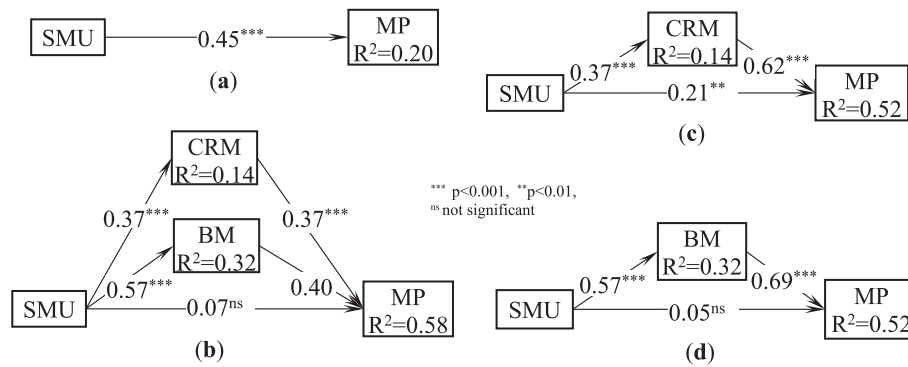 SMU
0.45***
MP
R²=0.20
(a)
CRM
R²=0.14
0.37***
0.62***
SMU
0.21**
MP
R²=0.52
(c)
CRM
R²=0.14
0.37***
0.37***
BM
R²=0.32
0.57***
0.40
SMU
0.07ns
MP
R²=0.58
(b)
*** p<0.001, **p<0.01,
ns not significant
BM
R²=0.32
0.57***
0.69***
SMU
0.05ns
MP
R²=0.52
(d)